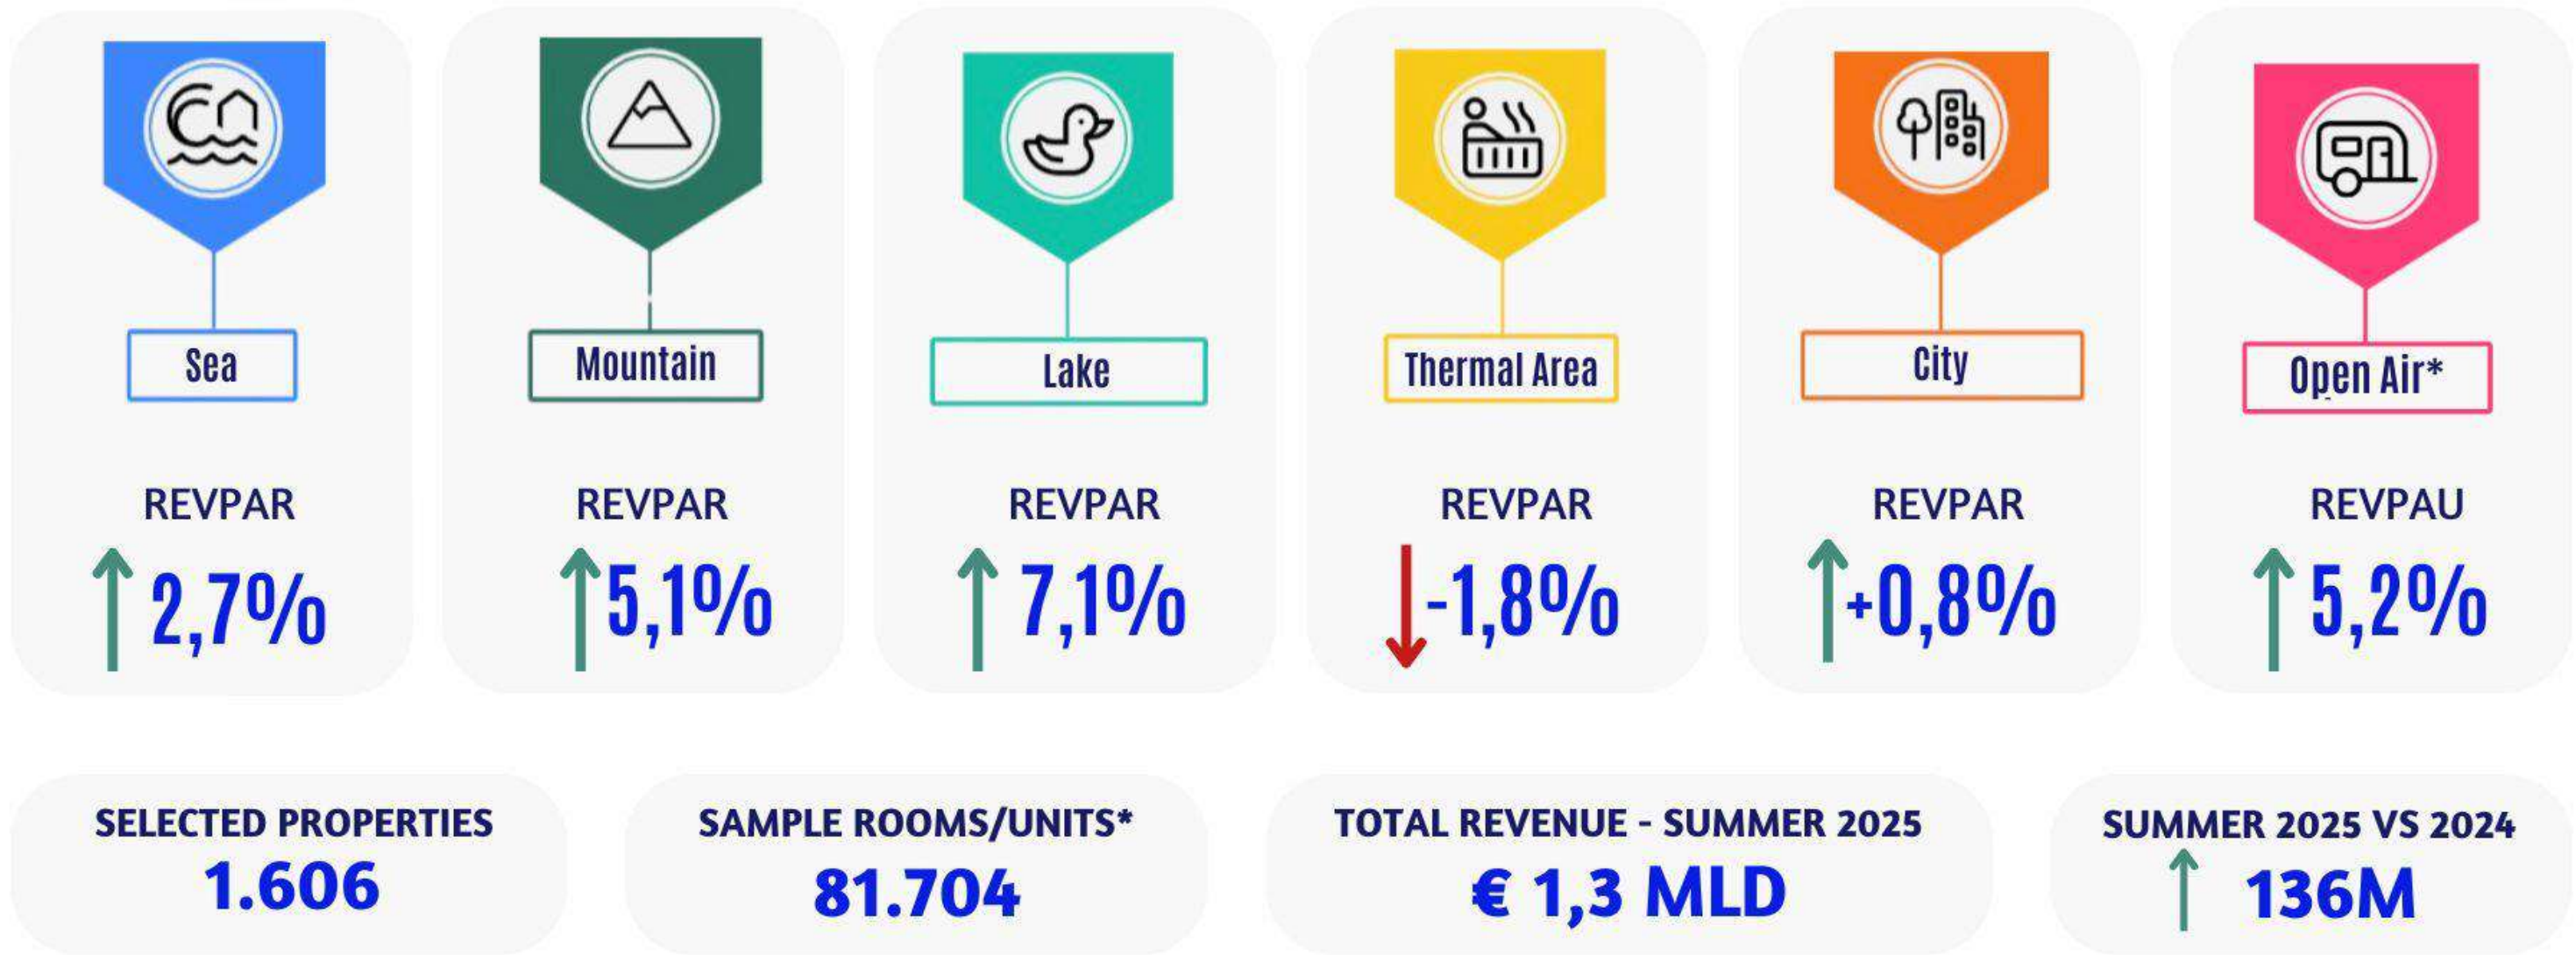 Sea
Mountain
Lake
Thermal Area
City
Open Air*
REVPAR
REVPAR
REVPAR
REVPAR
REVPAR
REVPAU
2,7%
5,1%
7,1%
-1,8%
+0,8%
5,2%
SELECTED PROPERTIES
1.606
SAMPLE ROOMS/UNITS*
81.704
TOTAL REVENUE - SUMMER 2025
€ 1,3 MLD
SUMMER 2025 VS 2024
136M